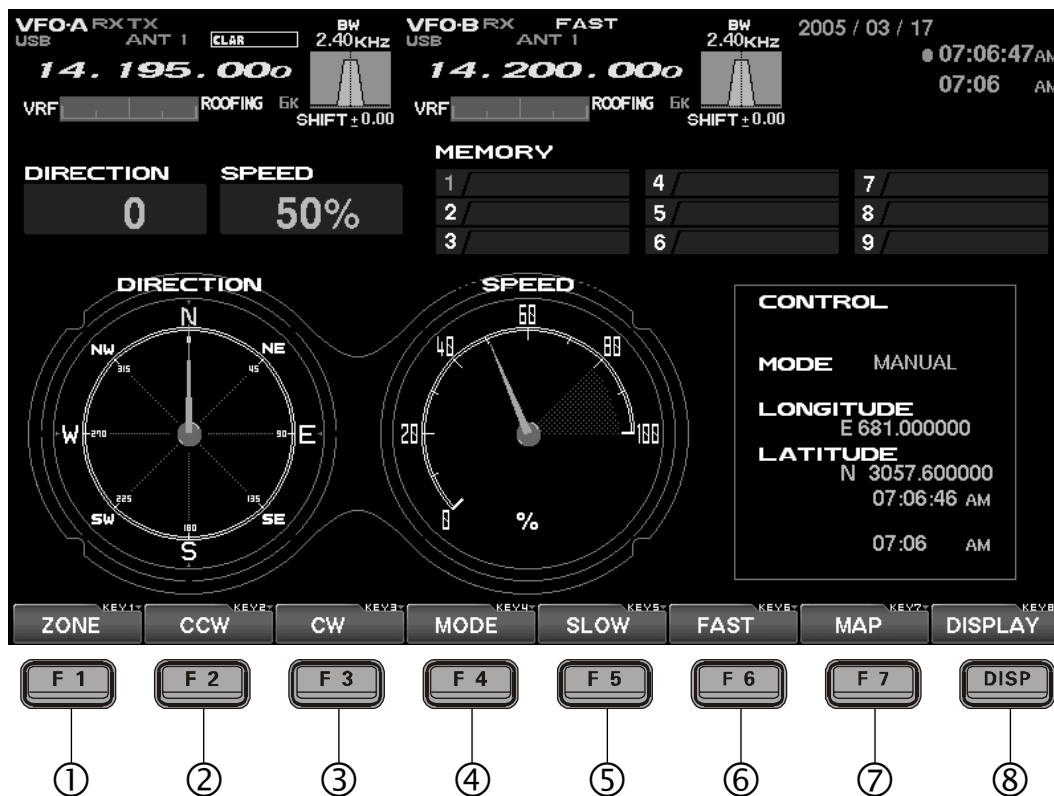 VFO-A RX TX BW VFO-B RX FAST BW 2005 / 03 / 17
USB ANT 1 CLAR 2.40 KHz USB ANT 1 2.40 KHz
14. 195. 000 14. 200. 000 07:06:47 AM
07:06 AM
VRF ROOFING 6K VRF ROOFING 6K
SHIFT ± 0.00 SHIFT ± 0.00
MEMORY
DIRECTION SPEED
0 50%
1 4 7
2 5 8
3 6 9
DIRECTION SPEED
N NE E SE S SW W NW
45 90 135 180 225 270 315
0 20 40 60 80 100
%
CONTROL
MODE MANUAL
LONGITUDE
E 681.000000
LATITUDE
N 3057.600000
07:06:46 AM
07:06 AM
KEY1 KEY2 KEY3 KEY4 KEY5 KEY6 KEY7 KEY8
ZONE CCW CW MODE SLOW FAST MAP DISPLAY
F 1 F 2 F 3 F 4 F 5 F 6 F 7 DISP
① ② ③ ④ ⑤ ⑥ ⑦ ⑧